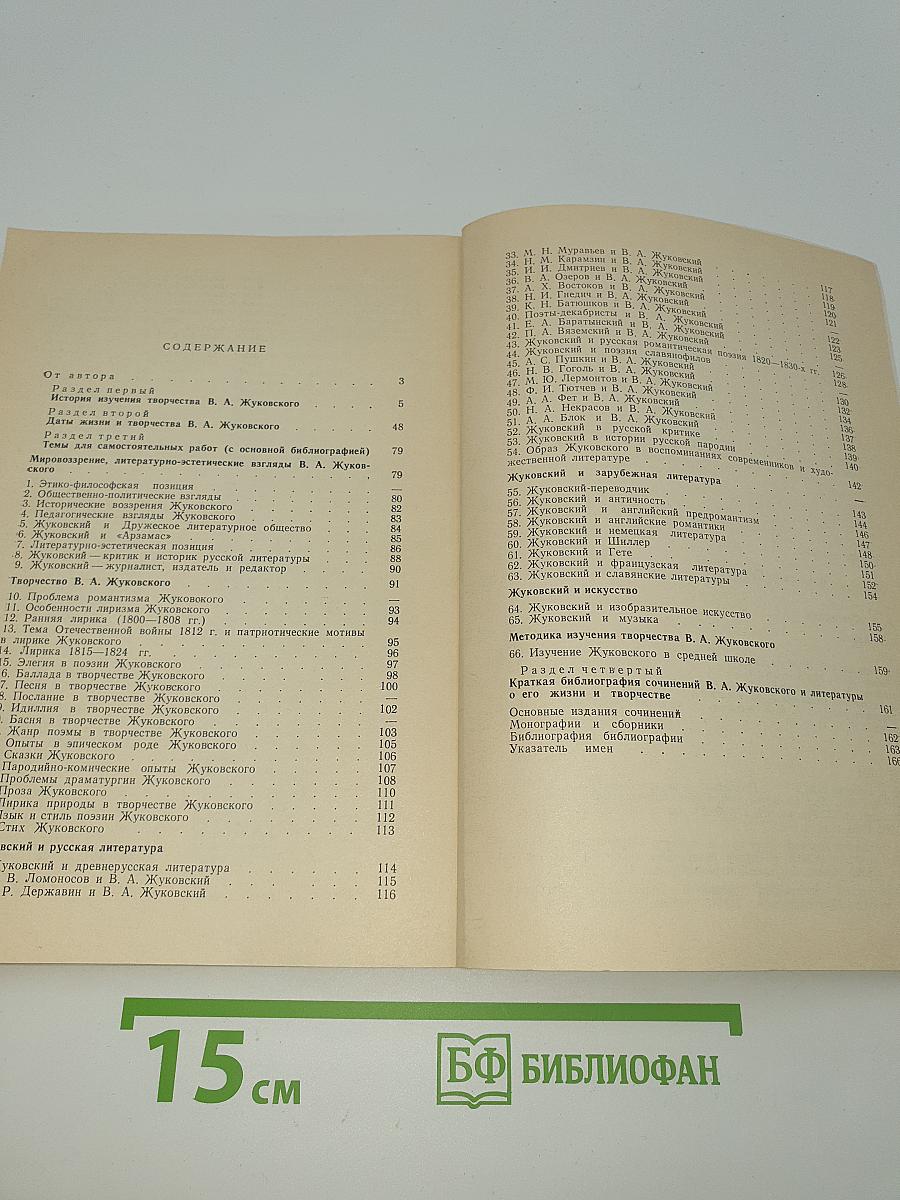 СОДЕРЖАНИЕ
От автора . . . . . . . . . . 3
Раздел первый
История изучения творчества В. А. Жуковского . . . . 5
Раздел второй
Даты жизни и творчества В. А. Жуковского . . . . 48
Раздел третий
Темы для самостоятельных работ (с основной библиографией) 79
Мировоззрение, литературно-эстетические взгляды В. А. Жуков-
ского . . . . . . . . . . 79
1. Этико-философская позиция . . . . . . —
2. Общественно-политические взгляды . . . . . 80
3. Исторические воззрения Жуковского . . . . . 82
4. Педагогические взгляды Жуковского . . . . . 83
5. Жуковский и Дружеское литературное общество . . . 84
6. Жуковский и «Арзамас» . . . . . . 85
7. Литературно-эстетическая позиция . . . . . 86
8. Жуковский — критик и историк русской литературы . . . 88
9. Жуковский — журналист, издатель и редактор . . . . 90
Творчество В. А. Жуковского . . . . . . 91
10. Проблема романтизма Жуковокого . . . . . —
11. Особенности лиризма Жуковского . . . . . 93
12. Ранняя лирика (1800—1808 гг.) . . . . . 94
13. Тема Отечественной войны 1812 г. и патриотические мотивы
в лирике Жуковского . . . . . . . 95
14. Лирика 1815—1824 гг. . . . . . . 96
15. Элегия в поэзии Жуковского . . . . . . 97
6. Баллада в творчестве Жуковского . . . . . 98
7. Песня в творчестве Жуковского . . . . . 100
8. Послание в творчестве Жуковского . . . . .
9. Идиллия в творчестве Жуковского . . . . . 102
. Басня в творчестве Жуковского . . . . . —
Жанр поэмы в творчестве Жуковского . . . . . 103
Опыты в эпическом роде Жуковского . . . . . 105
Сказки Жуковского . . . . . . . 106
Пародийно-комические опыты Жуковского . . . . 107
Проблемы драматургии Жуковского . . . . . 108
Проза Жуковского . . . . . . . 110
Лирика природы в творчестве Жуковского . . . . 111
Язык и стиль поэзии Жуковского . . . . . 112
Стих Жуковского . . . . . . . 113
вский и русская литература
уковский и древнерусская литература . . . . . 114
В. Ломоносов и В. А. Жуковский . . . . . 115
Р. Державин и В. А. Жуковский . . . . . 116
33. М. Н. Муравьев и В. А. Жуковский . . . .
34. Н. М. Карамзин и В. А. Жуковский . . . . 117
35. И. И. Дмитриев и В. А. Жуковский . . . . 118
36. В. А. Озеров и В. А. Жуковский . . . . 119
37. А. Х. Востоков и В. А. Жуковский . . . . 120
38. Н. И. Гнедич и В. А. Жуковский . . . . 121
39. К. Н. Батюшков и В. А. Жуковский . . . . —
40. Поэты-декабристы и В. А. Жуковский . . . . 122
41. Е. А. Баратынский и В. А. Жуковский . . . . 123
42. П. А. Вяземский и В. А. Жуковский . . . . 125
43. Жуковский и русская романтическая поэзия 1820—1830-х гг. 126
44. Жуковский и поэзия славянофилов . . . . 128
45. А. С. Пушкин и В. А. Жуковский . . . . —
46. Н. В. Гоголь и В. А. Жуковский . . . . 130
47. М. Ю. Лермонтов и В. А. Жуковский . . . . 132
48. Ф. И. Тютчев и В. А. Жуковский . . . . 134
49. А. А. Фет и В. А. Жуковский . . . . 136
50. Н. А. Некрасов и В. А. Жуковский . . . . 137
51. А. А. Блок и В. А. Жуковский . . . . 138
52. Жуковский в русской критике . . . . 139
53. Жуковский в истории русской пародии . . . . 140
54. Образ Жуковского в воспоминаниях современников и худо-
жественной литературе . . . . . . 142
Жуковский и зарубежная литература . . . . —
55. Жуковский-переводчик . . . . . . 143
56. Жуковский и античность . . . . . 144
57. Жуковский и английский предромантизм . . . . 146
58. Жуковский и английские романтики . . . . 147
59. Жуковский и немецкая литература . . . . 148
60. Жуковский и Шиллер . . . . . . 150
61. Жуковский и Гете . . . . . . 151
62. Жуковский и французская литература . . . . 152
63. Жуковский и славянские литературы . . . . 154
Жуковский и искусство
64. Жуковский и изобразительное искусство . . . . 155
65. Жуковский и музыка . . . . . . 158
Методика изучения творчества В. А. Жуковского
66. Изучение Жуковского в средней школе . . . . 159
Раздел четвертый
Краткая библиография сочинений В. А. Жуковского и литературы
о его жизни и творчестве . . . . . . 161
Основные издания сочинений . . . . . —
Монографии и сборники . . . . . . 162
Библиография библиографии . . . . . 163
Указатель имен . . . . . . . 166
15 см
БФ БИБЛИОФАН